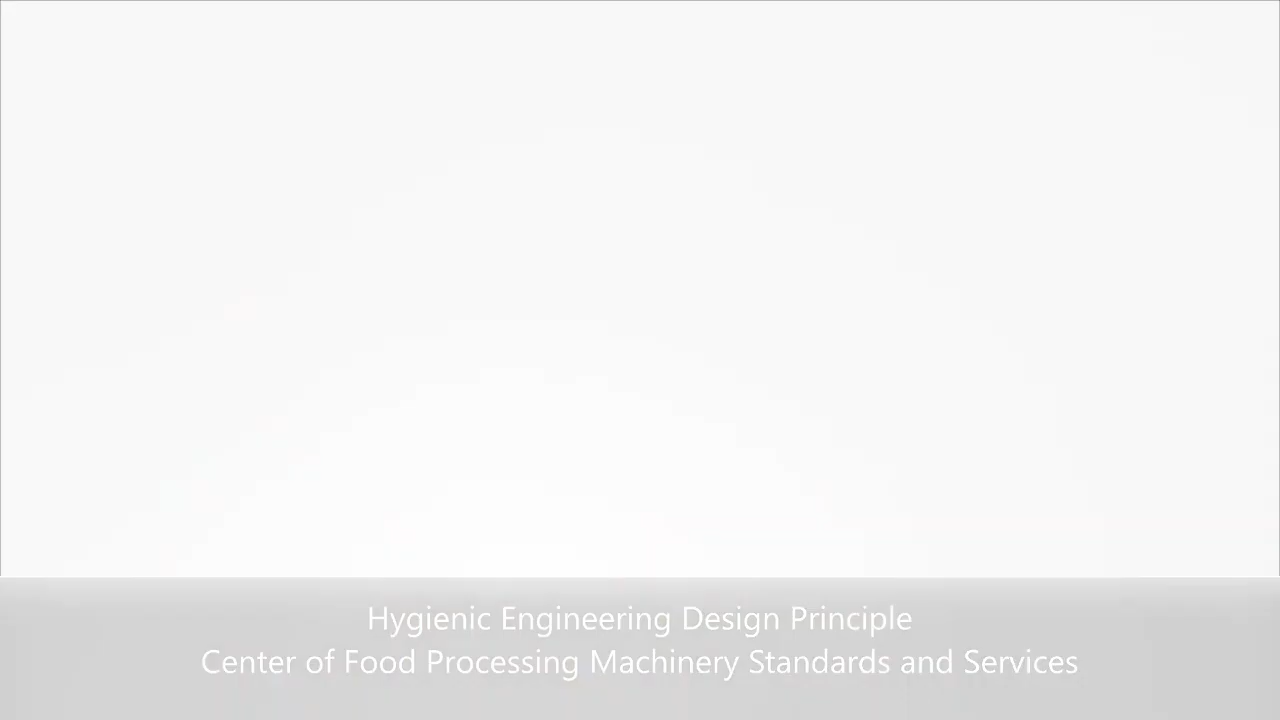 Hygienic Engineering Design Principle
Center of Food Processing Machinery Standards and Services